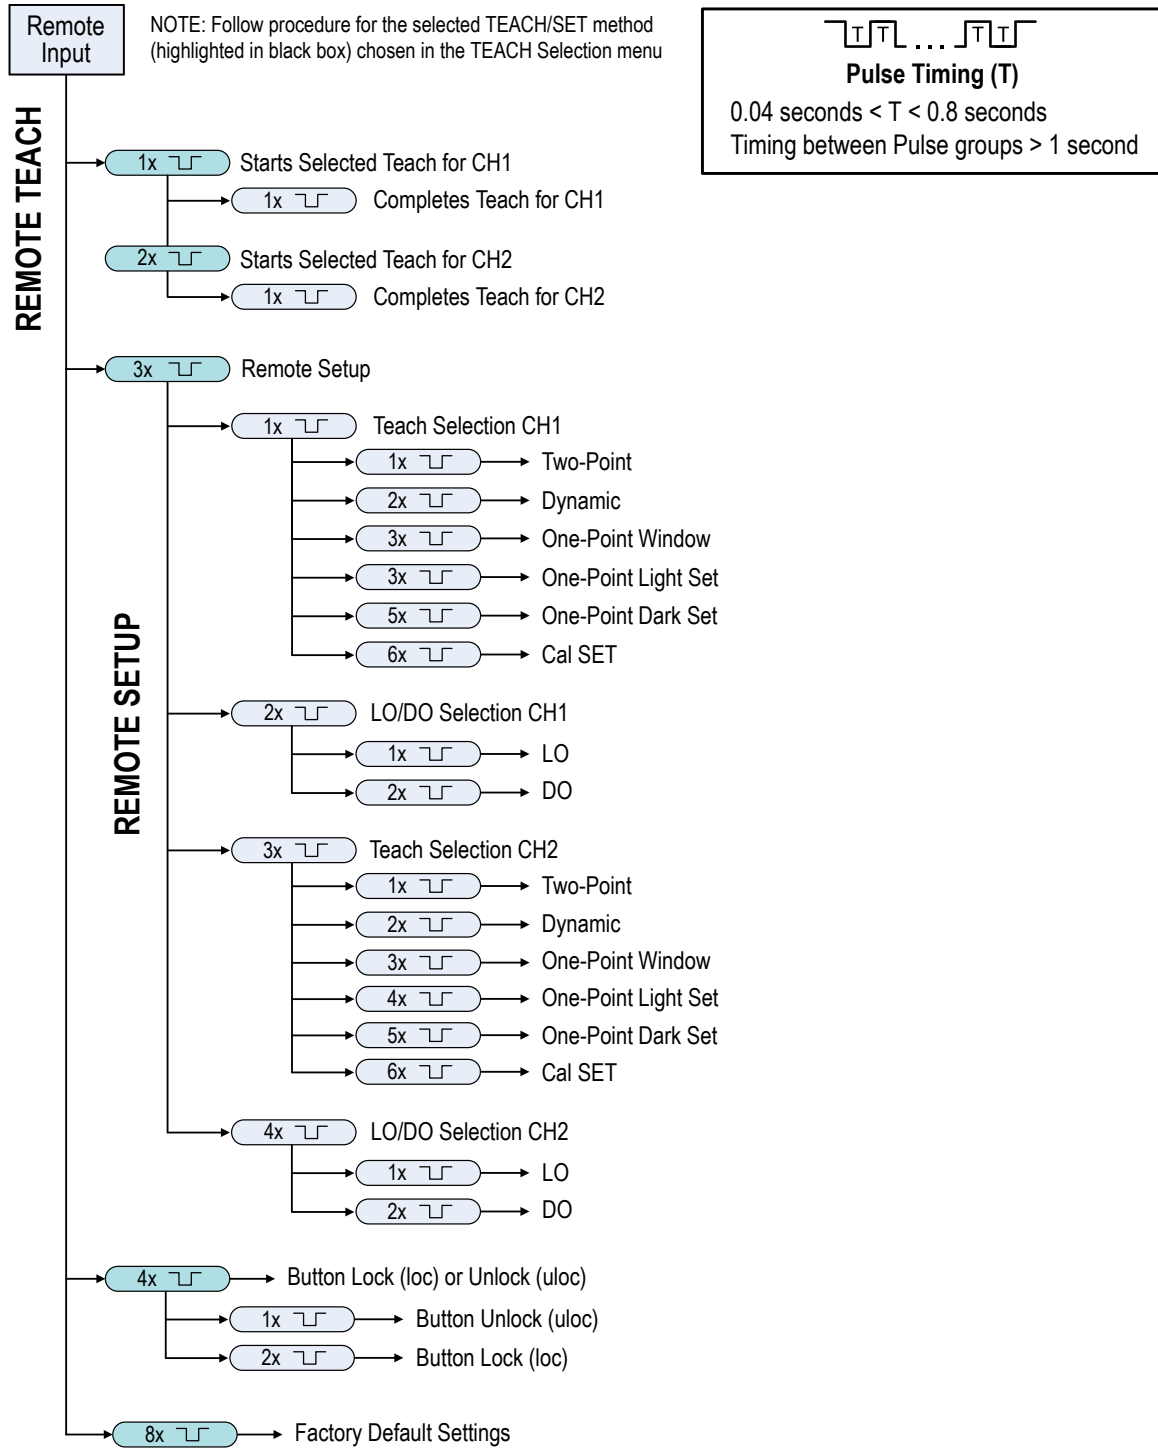 Remote
Input
NOTE: Follow procedure for the selected TEACH/SET method
(highlighted in black box) chosen in the TEACH Selection menu
T T ... T T
Pulse Timing (T)
0.04 seconds < T < 0.8 seconds
Timing between Pulse groups > 1 second
REMOTE TEACH
1x Starts Selected Teach for CH1
1x Completes Teach for CH1
2x Starts Selected Teach for CH2
1x Completes Teach for CH2
3x Remote Setup
REMOTE SETUP
1x Teach Selection CH1
1x Two-Point
2x Dynamic
3x One-Point Window
3x One-Point Light Set
5x One-Point Dark Set
6x Cal SET
2x LO/DO Selection CH1
1x LO
2x DO
3x Teach Selection CH2
1x Two-Point
2x Dynamic
3x One-Point Window
4x One-Point Light Set
5x One-Point Dark Set
6x Cal SET
4x LO/DO Selection CH2
1x LO
2x DO
4x Button Lock (loc) or Unlock (uloc)
1x Button Unlock (uloc)
2x Button Lock (loc)
8x Factory Default Settings